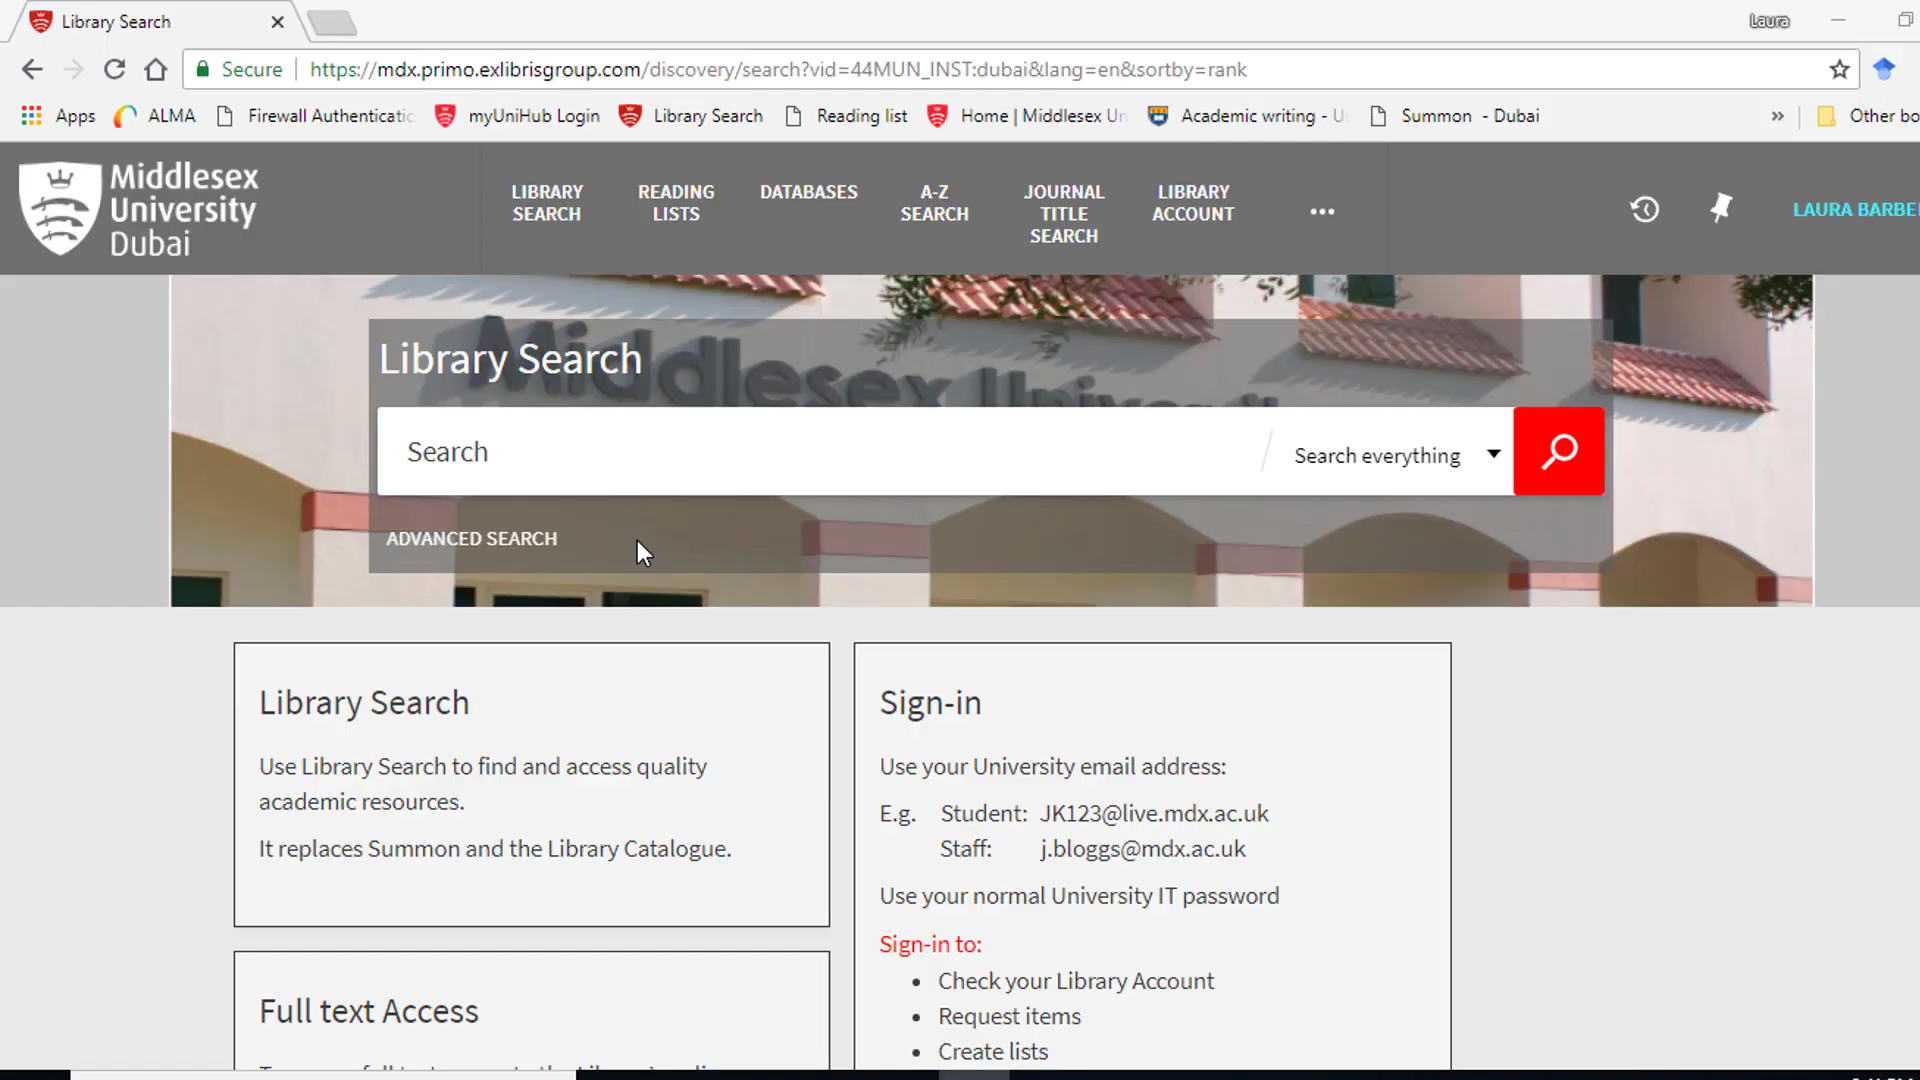 Library Search
Laura
Secure
https://mdx.primo.exlibrisgroup.com/discovery/search?vid=44MUN_INST:dubai&lang=en&sortby=rank
Apps ALMA Firewall Authenticatic myUniHub Login Library Search Reading list Home | Middlesex Un Academic writing - U Summon - Dubai » Other bo
Middlesex
University
Dubai
LIBRARY
SEARCH
READING
LISTS
DATABASES
A-Z
SEARCH
JOURNAL
TITLE
SEARCH
LIBRARY
ACCOUNT
LAURA BARBE
Middlesex University
Library Search
Search
Search everything
ADVANCED SEARCH
Library Search
Use Library Search to find and access quality
academic resources.
It replaces Summon and the Library Catalogue.
Full text Access
Sign-in
Use your University email address:
E.g. Student: JK123@live.mdx.ac.uk
Staff: j.bloggs@mdx.ac.uk
Use your normal University IT password
Sign-in to:
• Check your Library Account
• Request items
• Create lists